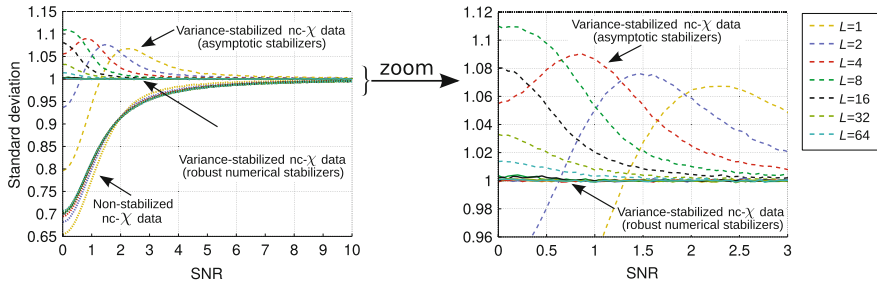 1.15
1.1
1.05
1
0.95
0.9
0.85
0.8
0.75
0.7
0.65
Standard deviation
0 1 2 3 4 5 6 7 8 9 10
SNR
Variance-stabilized nc-χ data
(asymptotic stabilizers)
Variance-stabilized nc-χ data
(robust numerical stabilizers)
Non-stabilized
nc-χ data
} zoom
1.12
1.1
1.08
1.06
1.04
1.02
1
0.98
0.96
0 0.5 1 1.5 2 2.5 3
SNR
Variance-stabilized nc-χ data
(asymptotic stabilizers)
Variance-stabilized nc-χ data
(robust numerical stabilizers)
L=1
L=2
L=4
L=8
L=16
L=32
L=64